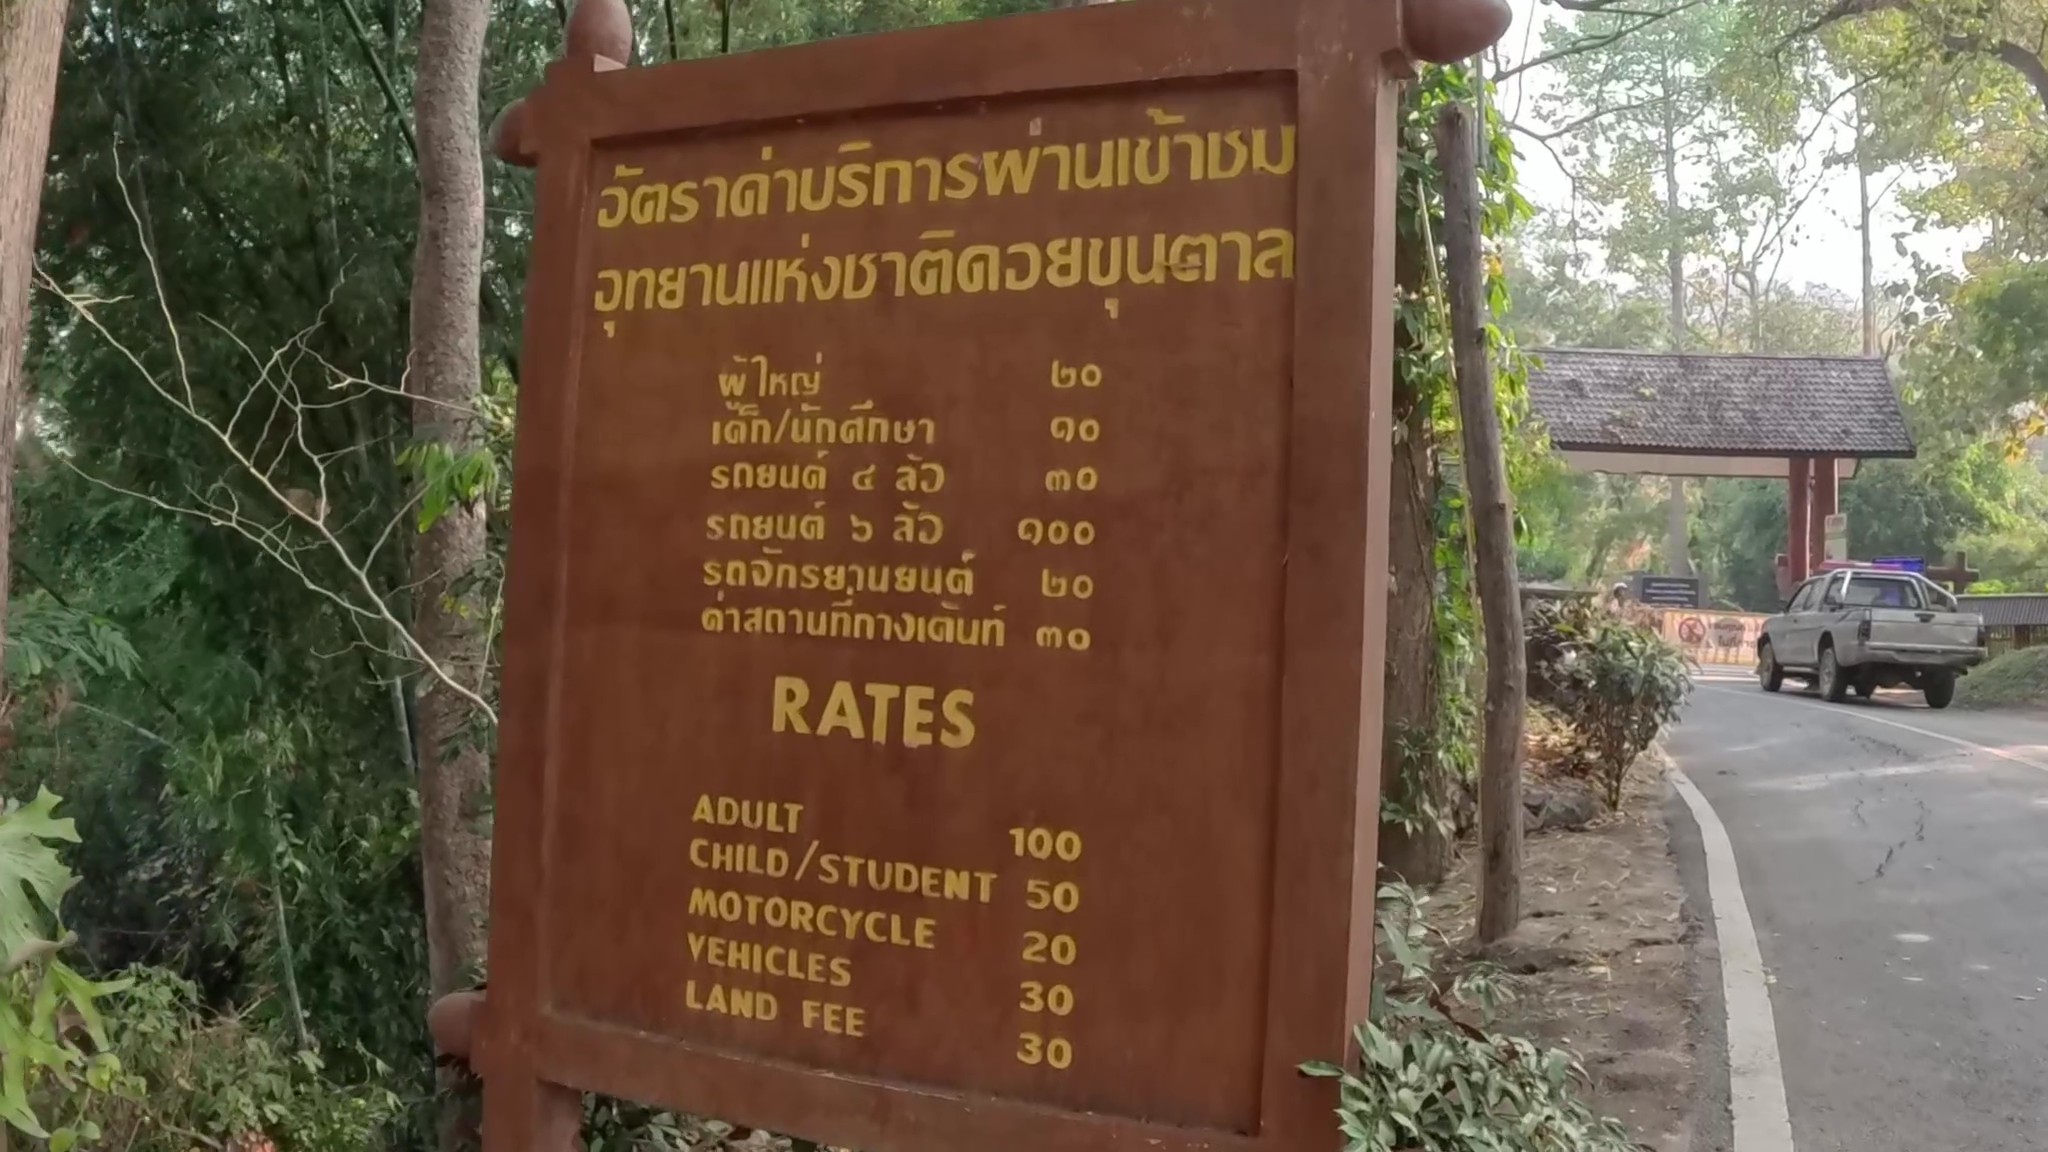 อัตราค่าบริการผ่านเข้าชม
อุทยานแห่งชาติดอยขุนตาล
ผู้ใหญ่ ๒๐
เด็ก/นักศึกษา ๑๐
รถยนต์ ๔ ล้อ ๓๐
รถยนต์ ๖ ล้อ ๑๐๐
รถจักรยานยนต์ ๒๐
ค่าสถานที่กางเต้นท์ ๓๐
RATES
ADULT 100
CHILD/STUDENT 50
MOTORCYCLE 20
VEHICLES 30
LAND FEE 30